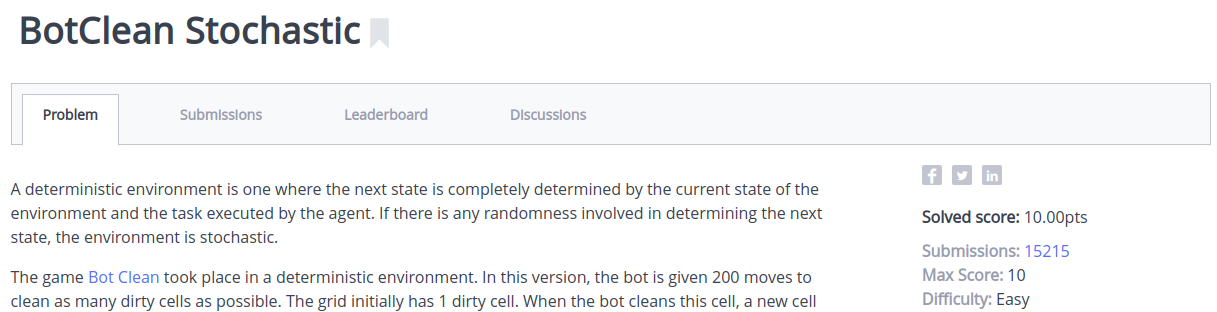 BotClean Stochastic
Problem
Submissions
Leaderboard
Discussions
A deterministic environment is one where the next state is completely determined by the current state of the
environment and the task executed by the agent. If there is any randomness involved in determining the next
state, the environment is stochastic.
The game Bot Clean took place in a deterministic environment. In this version, the bot is given 200 moves to
clean as many dirty cells as possible. The grid initially has 1 dirty cell. When the bot cleans this cell, a new cell
Solved score: 10.00pts
Submissions: 15215
Max Score: 10
Difficulty: Easy